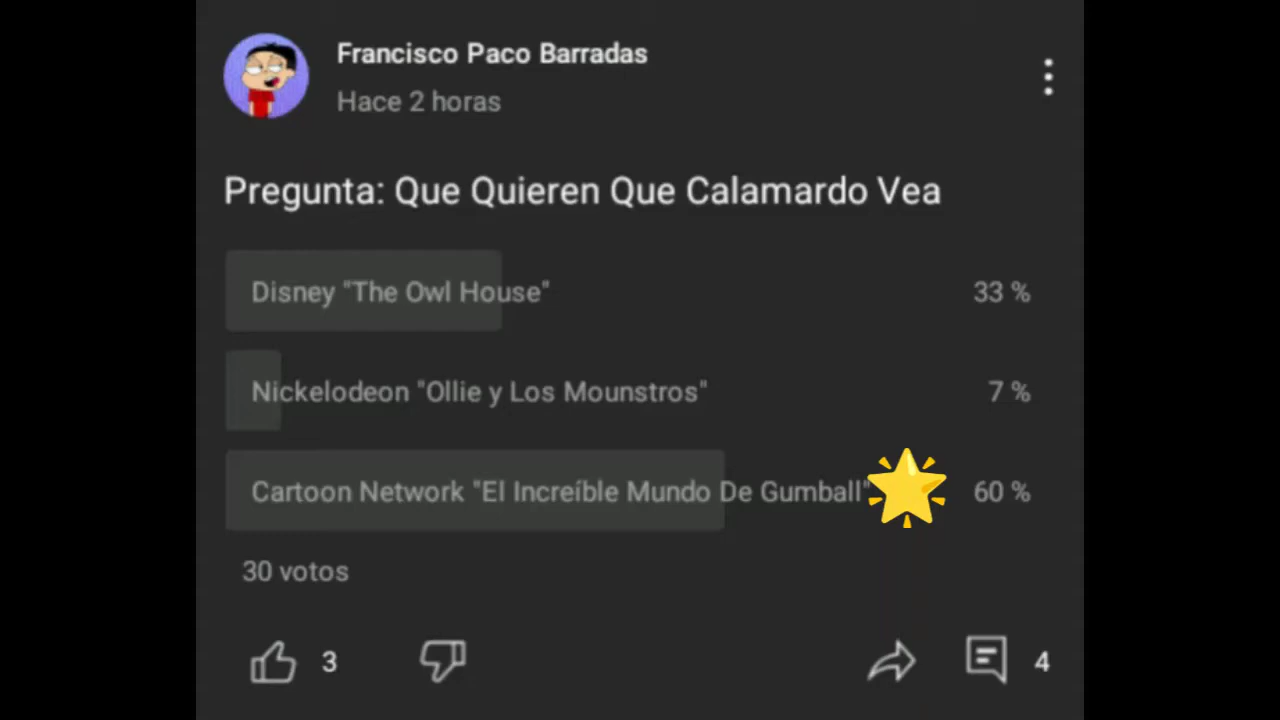 Francisco Paco Barradas
Hace 2 horas
Pregunta: Que Quieren Que Calamardo Vea
Disney "The Owl House" 33 %
Nickelodeon "Ollie y Los Mounstros" 7 %
Cartoon Network "El Increíble Mundo De Gumball" 60 %
30 votos
3 4